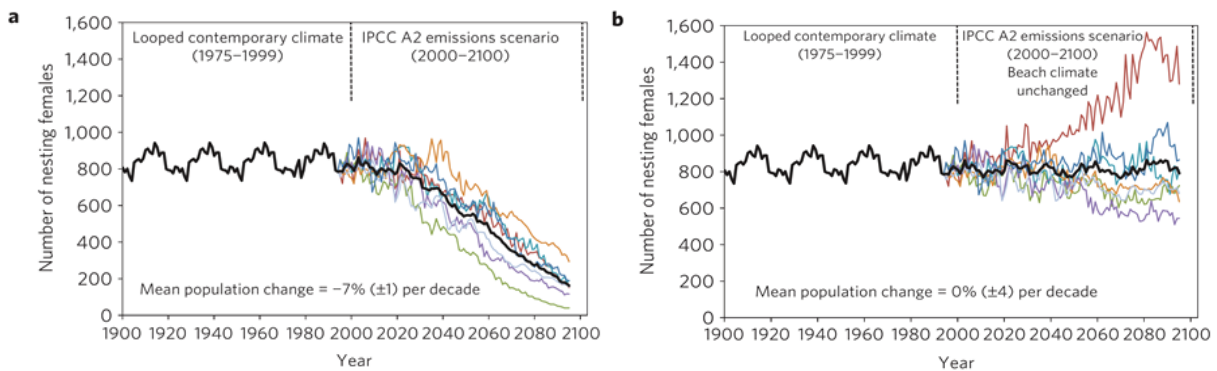 a
1,600
1,400
1,200
1,000
800
600
400
200
0
Number of nesting females
Looped contemporary climate
(1975–1999)
IPCC A2 emissions scenario
(2000–2100)
Mean population change = −7% (±1) per decade
1900 1920 1940 1960 1980 2000 2020 2040 2060 2080 2100
Year
b
1,600
1,400
1,200
1,000
800
600
400
200
0
Number of nesting females
Looped contemporary climate
(1975–1999)
IPCC A2 emissions scenario
(2000–2100)
Beach climate
unchanged
Mean population change = 0% (±4) per decade
1900 1920 1940 1960 1980 2000 2020 2040 2060 2080 2100
Year